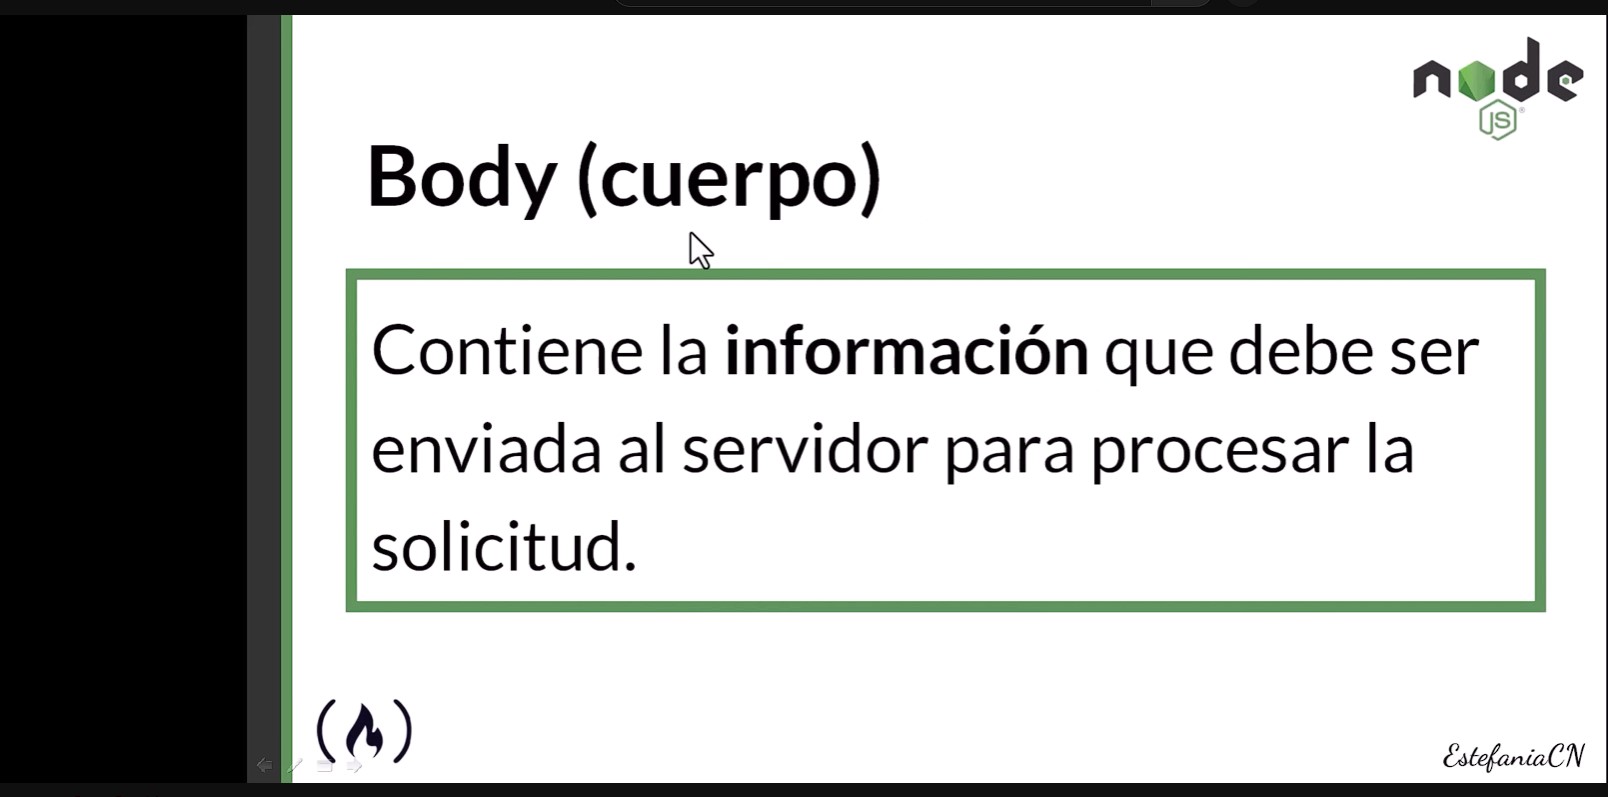 node
JS
Body (cuerpo)
Contiene la información que debe ser
enviada al servidor para procesar la
solicitud.
EstefaniaCN